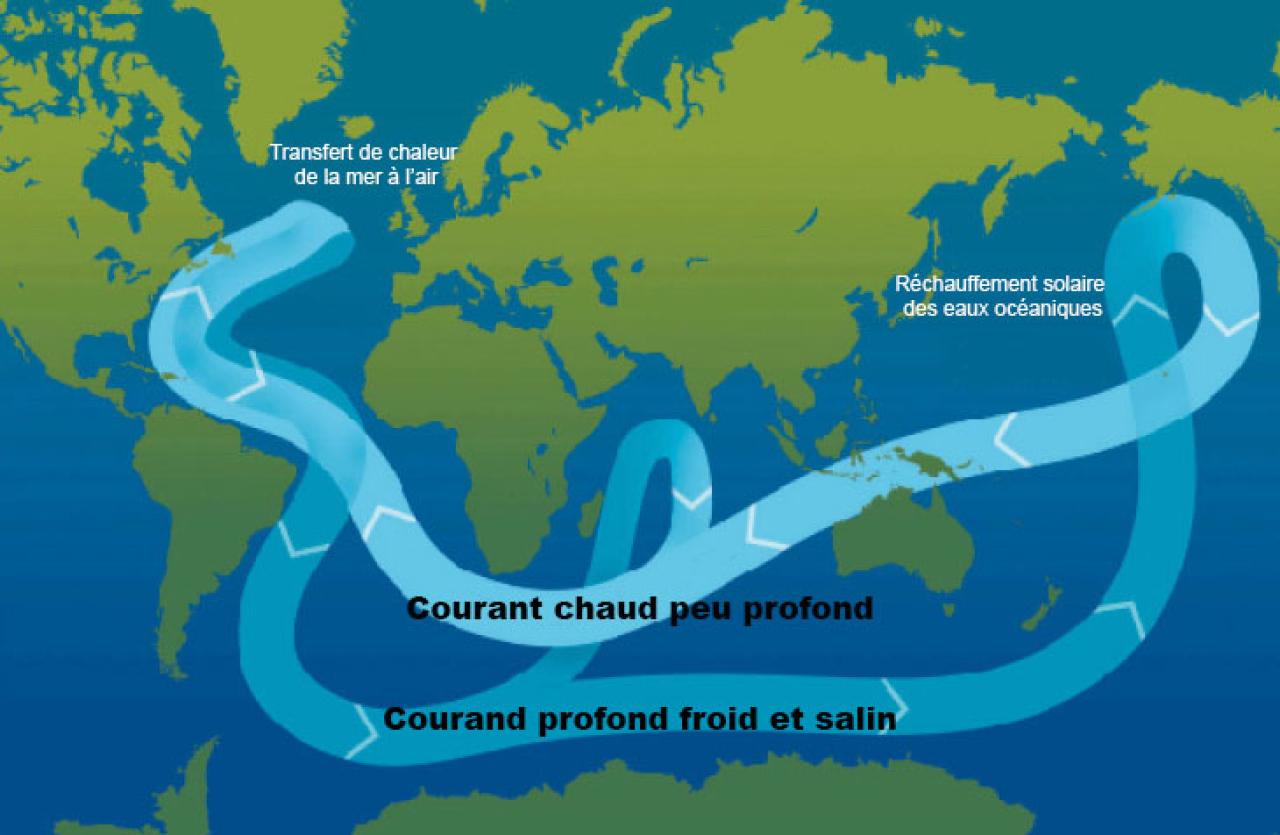 Transfert de chaleur
de la mer à l'air
Réchauffement solaire
des eaux océaniques
Courant chaud peu profond
Courand profond froid et salin